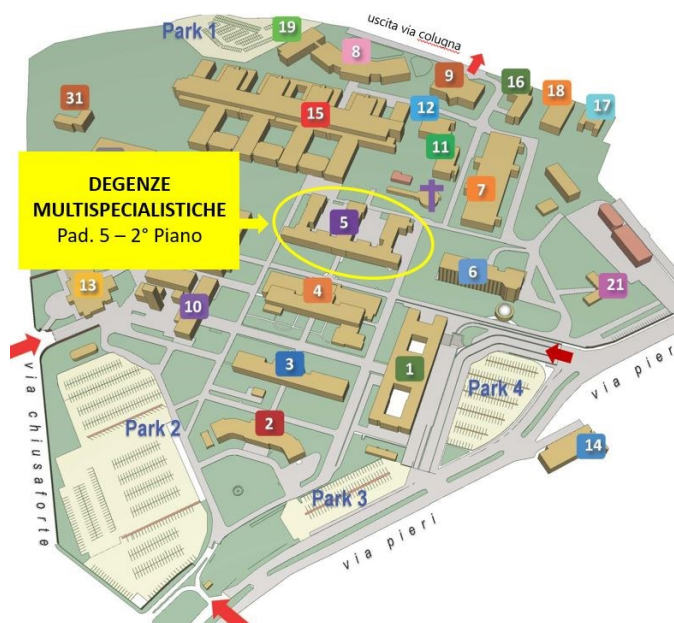 Park 1
19
8
uscita via colugna
9
16
18
17
31
15
12
11
7
DEGENZE
MULTISPECIALISTICHE
Pad. 5 – 2° Piano
5
6
13
4
21
10
3
1
Park 4
via chiusaforte
Park 2
2
via pieri
14
Park 3
via pieri